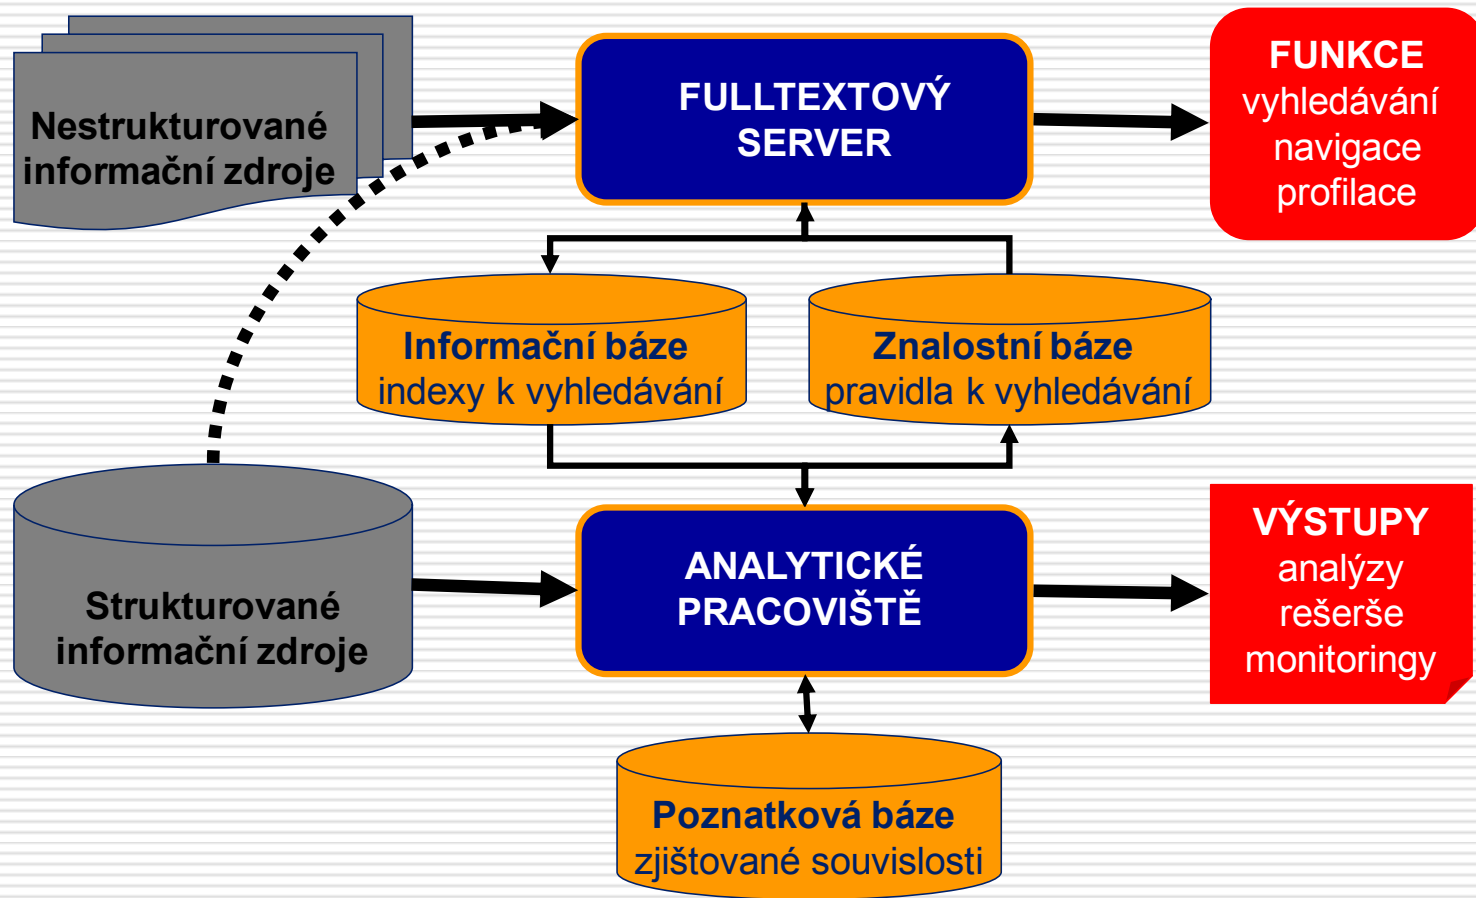 Nestrukturované
informační zdroje
FULLTEXTOVÝ
SERVER
FUNKCE
vyhledávání
navigace
profilace
Informační báze
indexy k vyhledávání
Znalostní báze
pravidla k vyhledávání
Strukturované
informační zdroje
ANALYTICKÉ
PRACOVIŠTĚ
VÝSTUPY
analýzy
rešerše
monitoringy
Poznatková báze
zjištované souvislosti